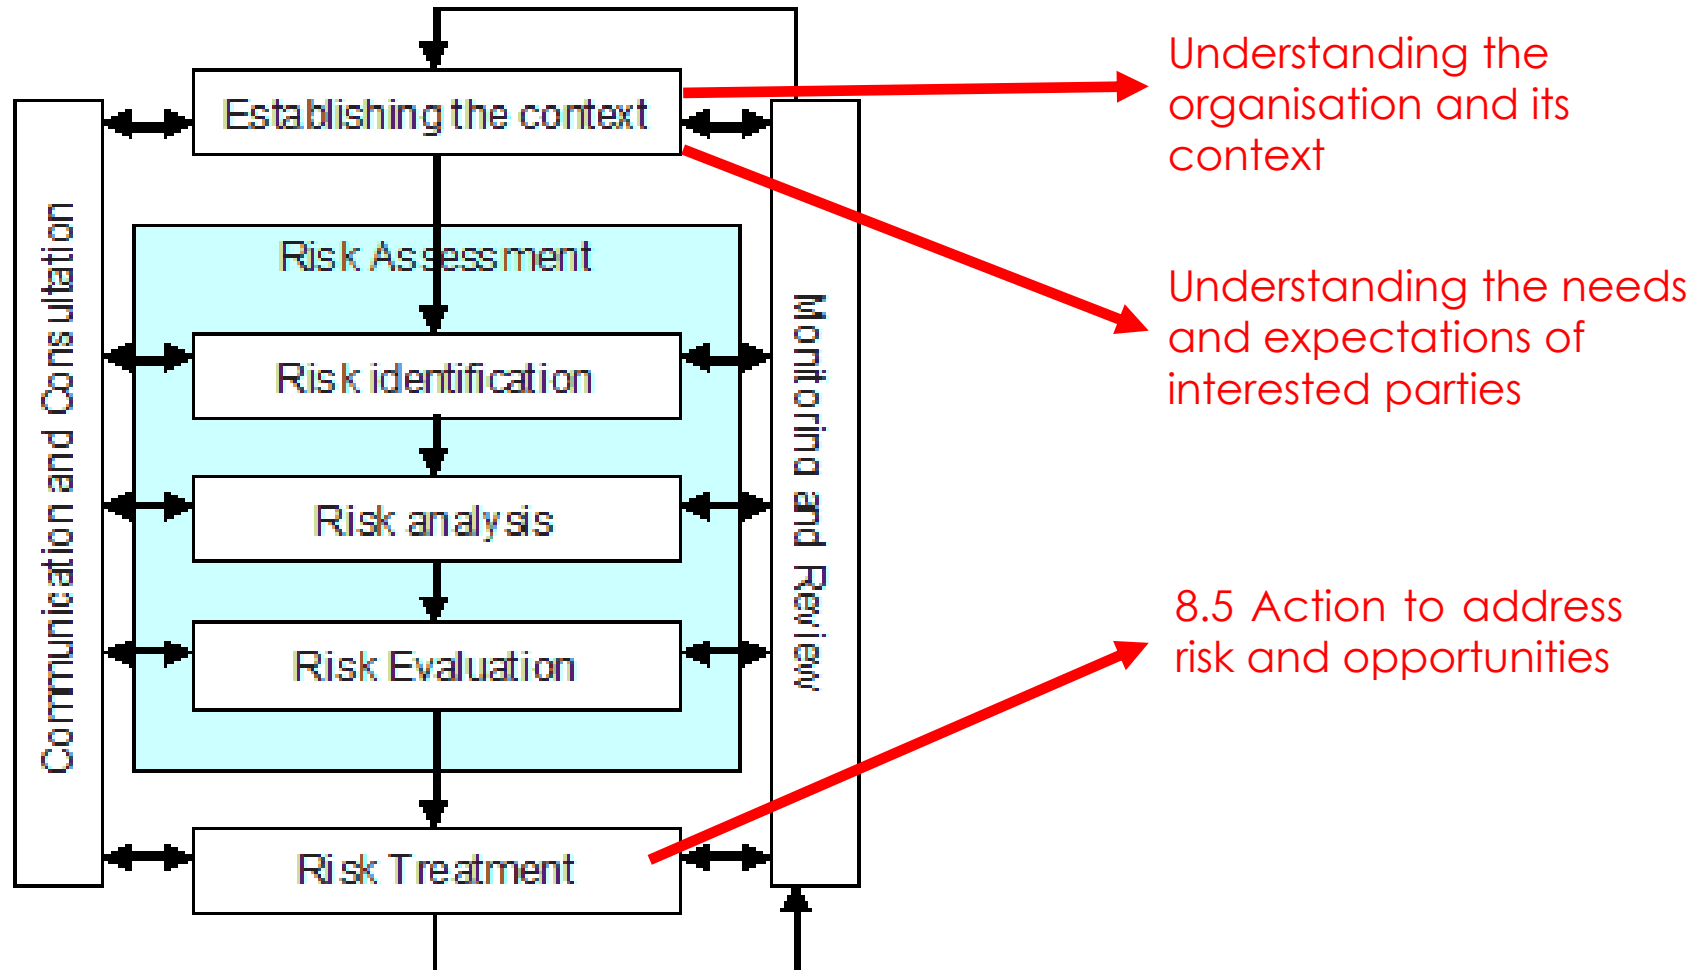 Establishing the context
Understanding the
organisation and its
context
Communication and Consultation
Risk Assessment
Monitoring and Review
Understanding the needs
and expectations of
interested parties
Risk identification
Risk analysis
Risk Evaluation
8.5 Action to address
risk and opportunities
Risk Treatment